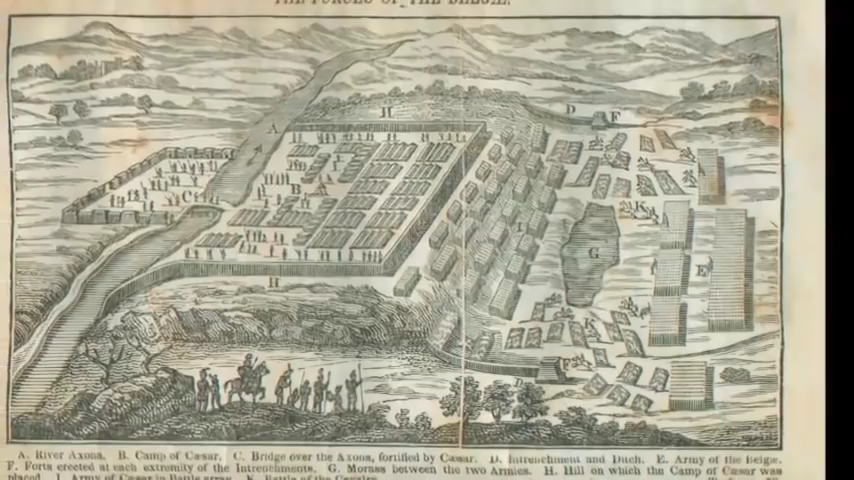 THE FORCES OF THE BELGÆ.
H
D
F
A
B
C
K
I
G
E
H
K
F
D
A. River Axona. B. Camp of Cæsar. C. Bridge over the Axona, fortified by Cæsar. D. Intrenchment and Ditch. E. Army of the Belgæ.
F. Forts erected at each extremity of the Intrenchments. G. Morass between the two Armies. H. Hill on which the Camp of Cæsar was
placed. I. Army of Cæsar in Battle array. K. Battle of the Cavalry.